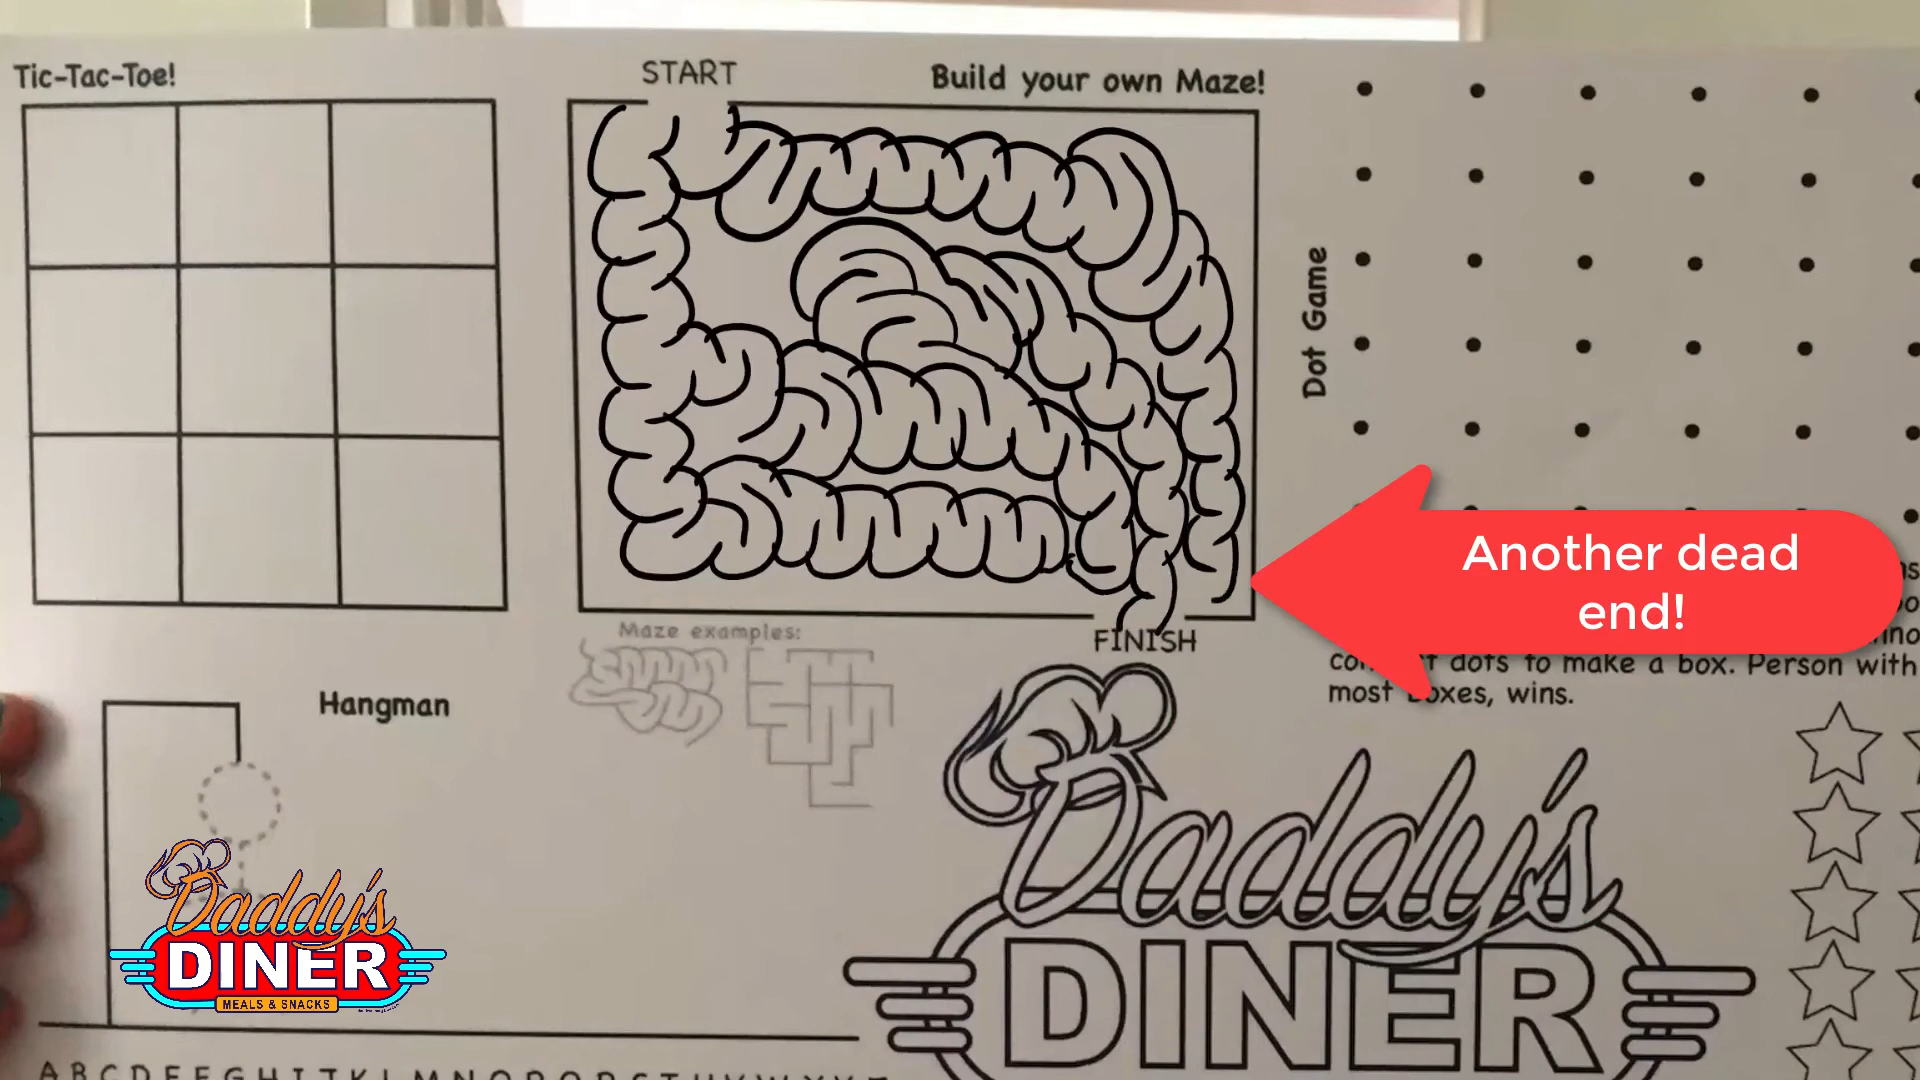 Tic-Tac-Toe!
START
Build your own Maze!
Dot Game
Another dead
end!
FINISH
Maze examples:
dots to make a box. Person with
most boxes, wins.
Hangman
Daddy's
DINER
Daddy's
DINER
MEALS & SNACKS
A B C D E F G H I J K L M N O P Q R S T U V W X Y Z